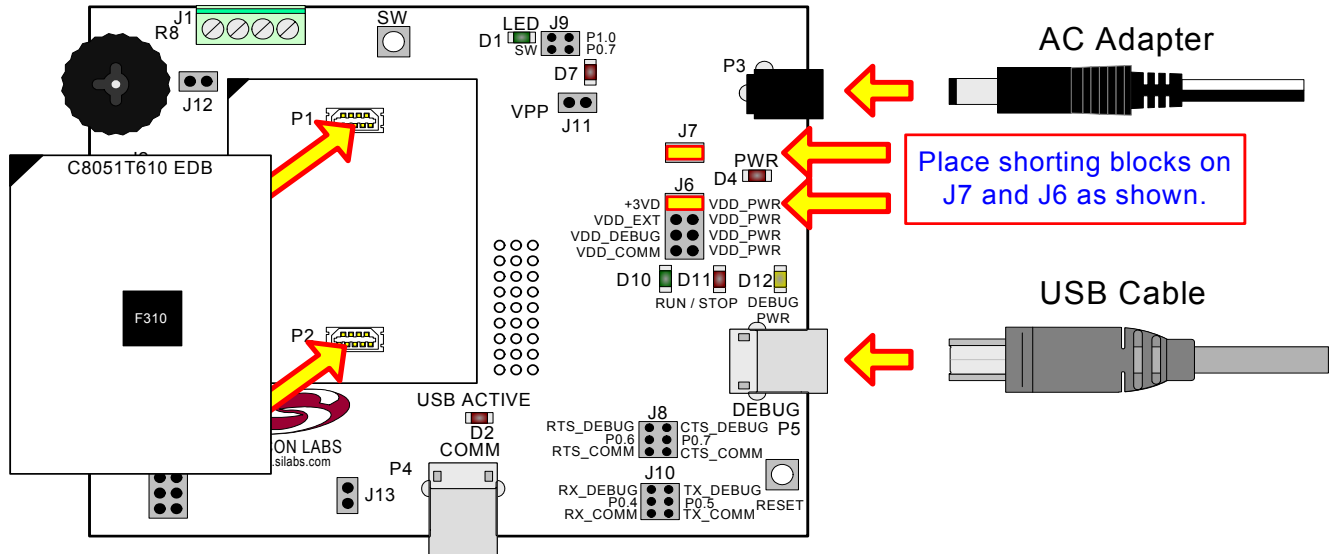 J1
R8
SW
LED
D1
SW
J9
P1.0
P0.7
D7
VPP
J11
J12
P3
AC Adapter
P1
C8051T610 EDB
F310
P2
J7
PWR
D4
Place shorting blocks on
J7 and J6 as shown.
J6
+3VD VDD_PWR
VDD_EXT VDD_PWR
VDD_DEBUG VDD_PWR
VDD_COMM VDD_PWR
D10 D11 D12
RUN / STOP DEBUG
PWR
USB Cable
DEBUG
P5
USB ACTIVE
D2
COMM
P4
CON LABS
.silabs.com
J13
J8
RTS_DEBUG CTS_DEBUG
P0.6 P0.7
RTS_COMM CTS_COMM
J10
RX_DEBUG TX_DEBUG
P0.4 P0.5
RX_COMM TX_COMM
RESET